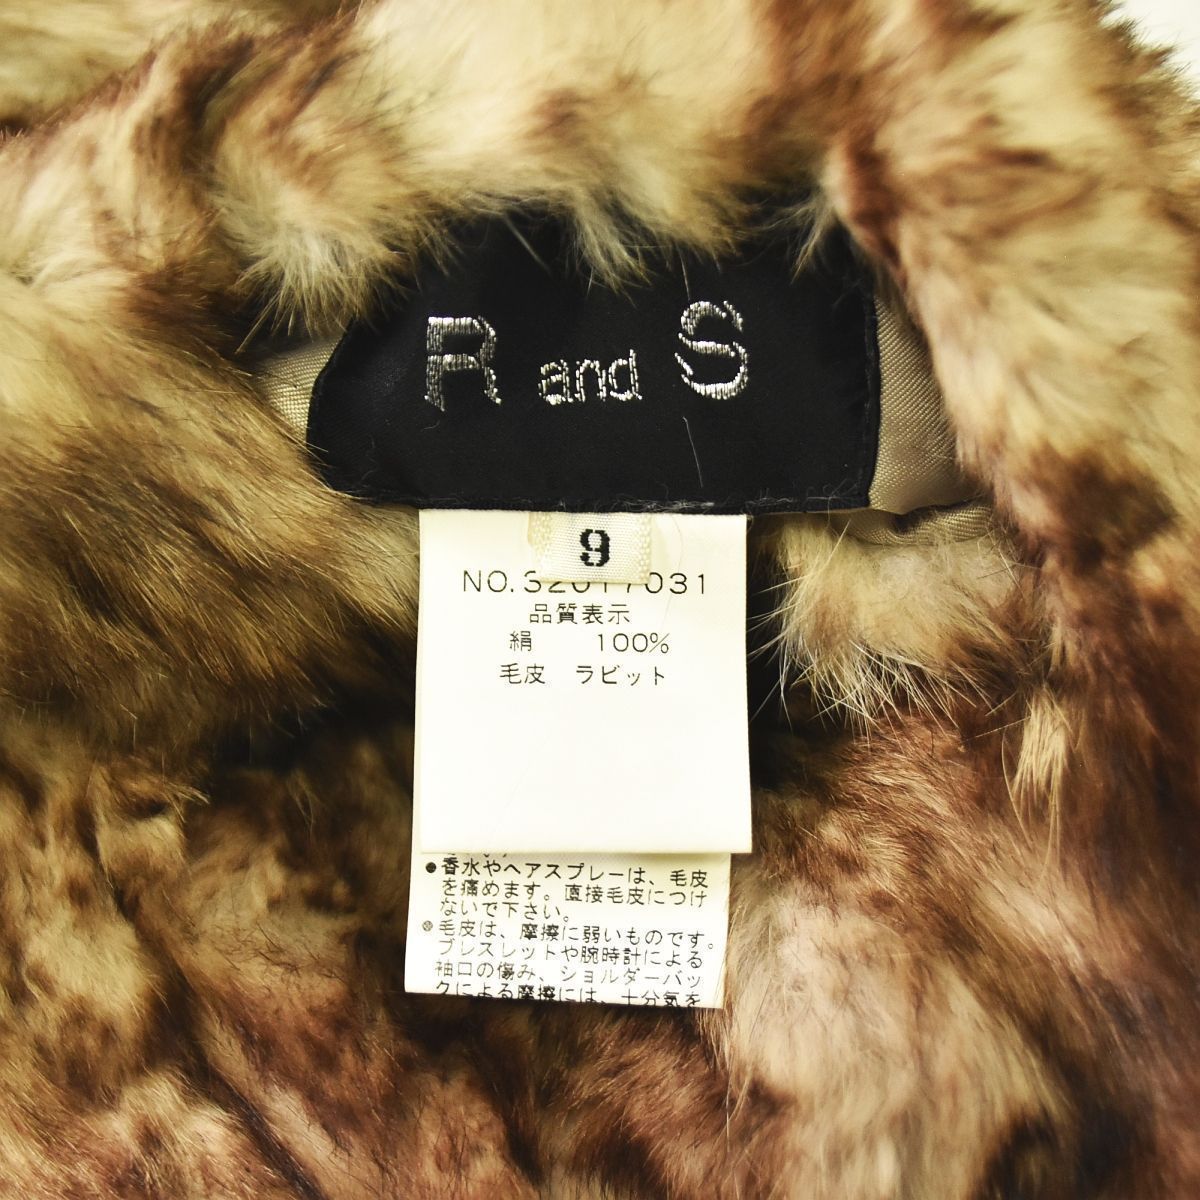 R and S
9
NO.S2017031
品質表示
絹 100%
毛皮 ラビット
●香水やヘアスプレーは、毛皮
を痛めます。直接毛皮につけ
ないで下さい。
●毛皮は、摩擦に弱いものです。
ブレスレットや腕時計による
袖口の傷み、ショルダーバッ
クによる摩擦には、十分気を